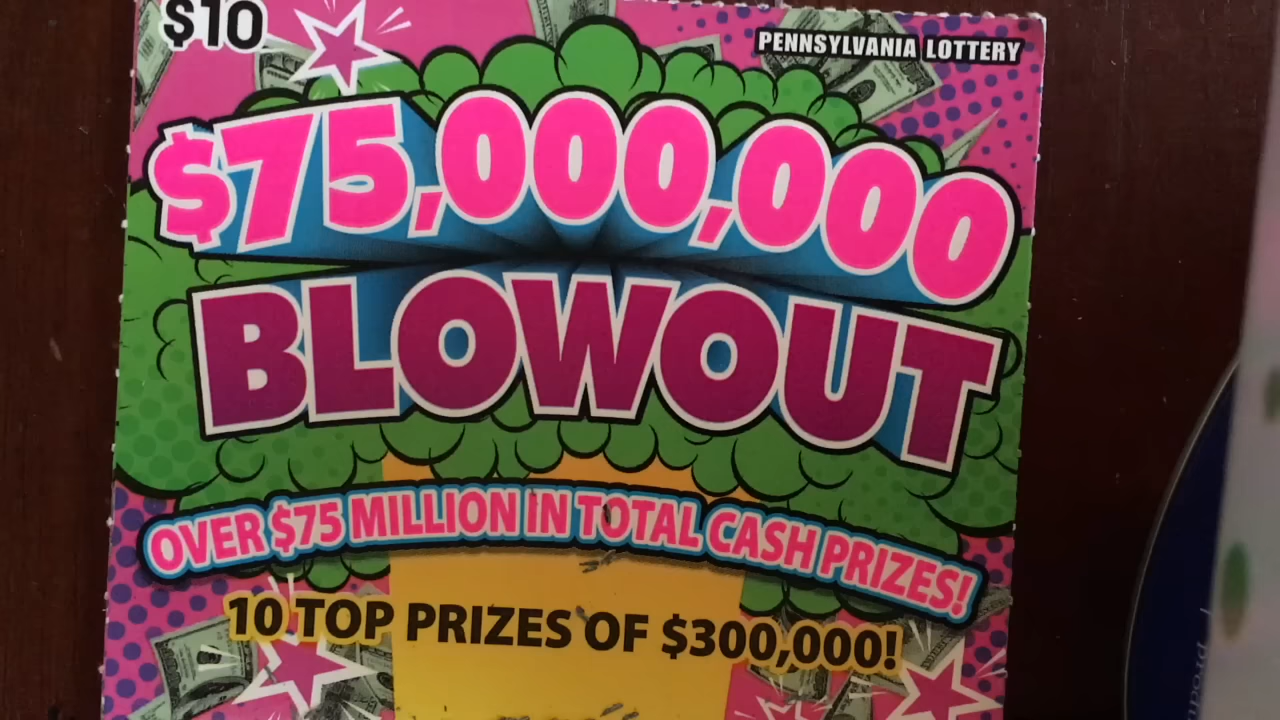 $10
PENNSYLVANIA LOTTERY
$75,000,000
BLOWOUT
OVER $75 MILLION IN TOTAL CASH PRIZES!
10 TOP PRIZES OF $300,000!